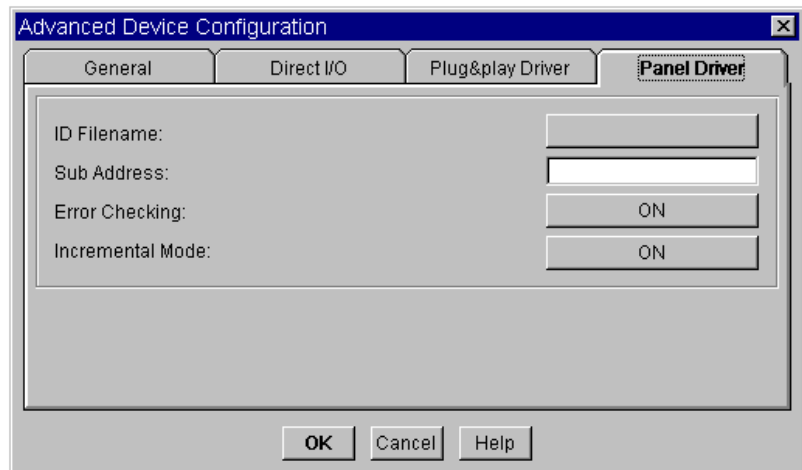 Advanced Device Configuration
General Direct I/O Plug&play Driver Panel Driver
ID Filename:
Sub Address:
Error Checking: ON
Incremental Mode: ON
OK Cancel Help